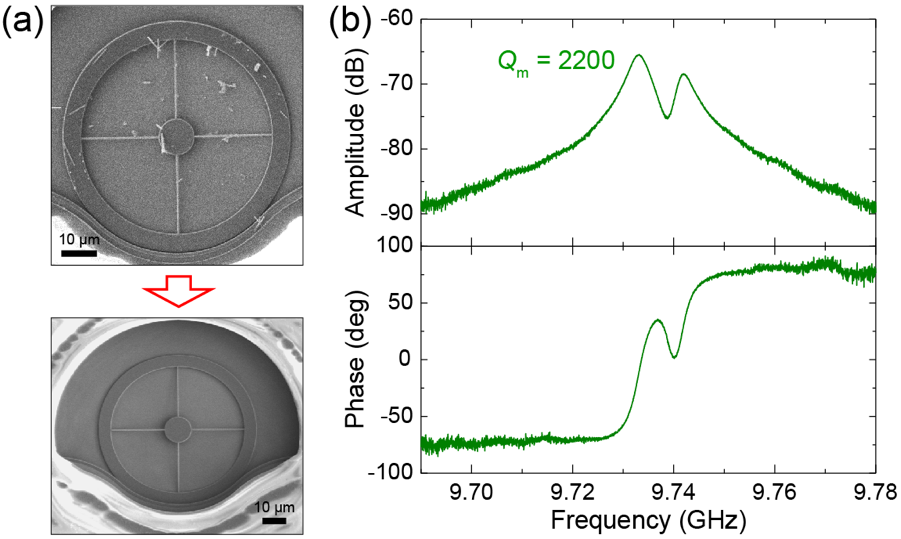 (a)
10 µm
10 µm
(b)
Qm = 2200
Amplitude (dB)
-60
-70
-80
-90
Phase (deg)
100
50
0
-50
-100
9.70 9.72 9.74 9.76 9.78
Frequency (GHz)